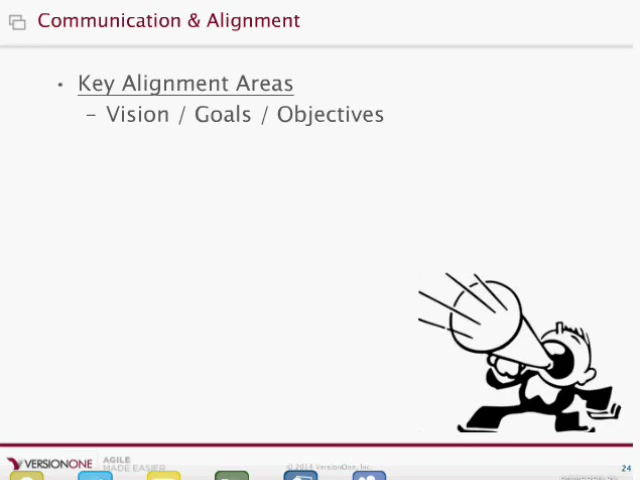 Communication & Alignment
• Key Alignment Areas
– Vision / Goals / Objectives
VERSIONONE AGILE
MADE EASIER
© 2014 VersionOne, Inc.
24